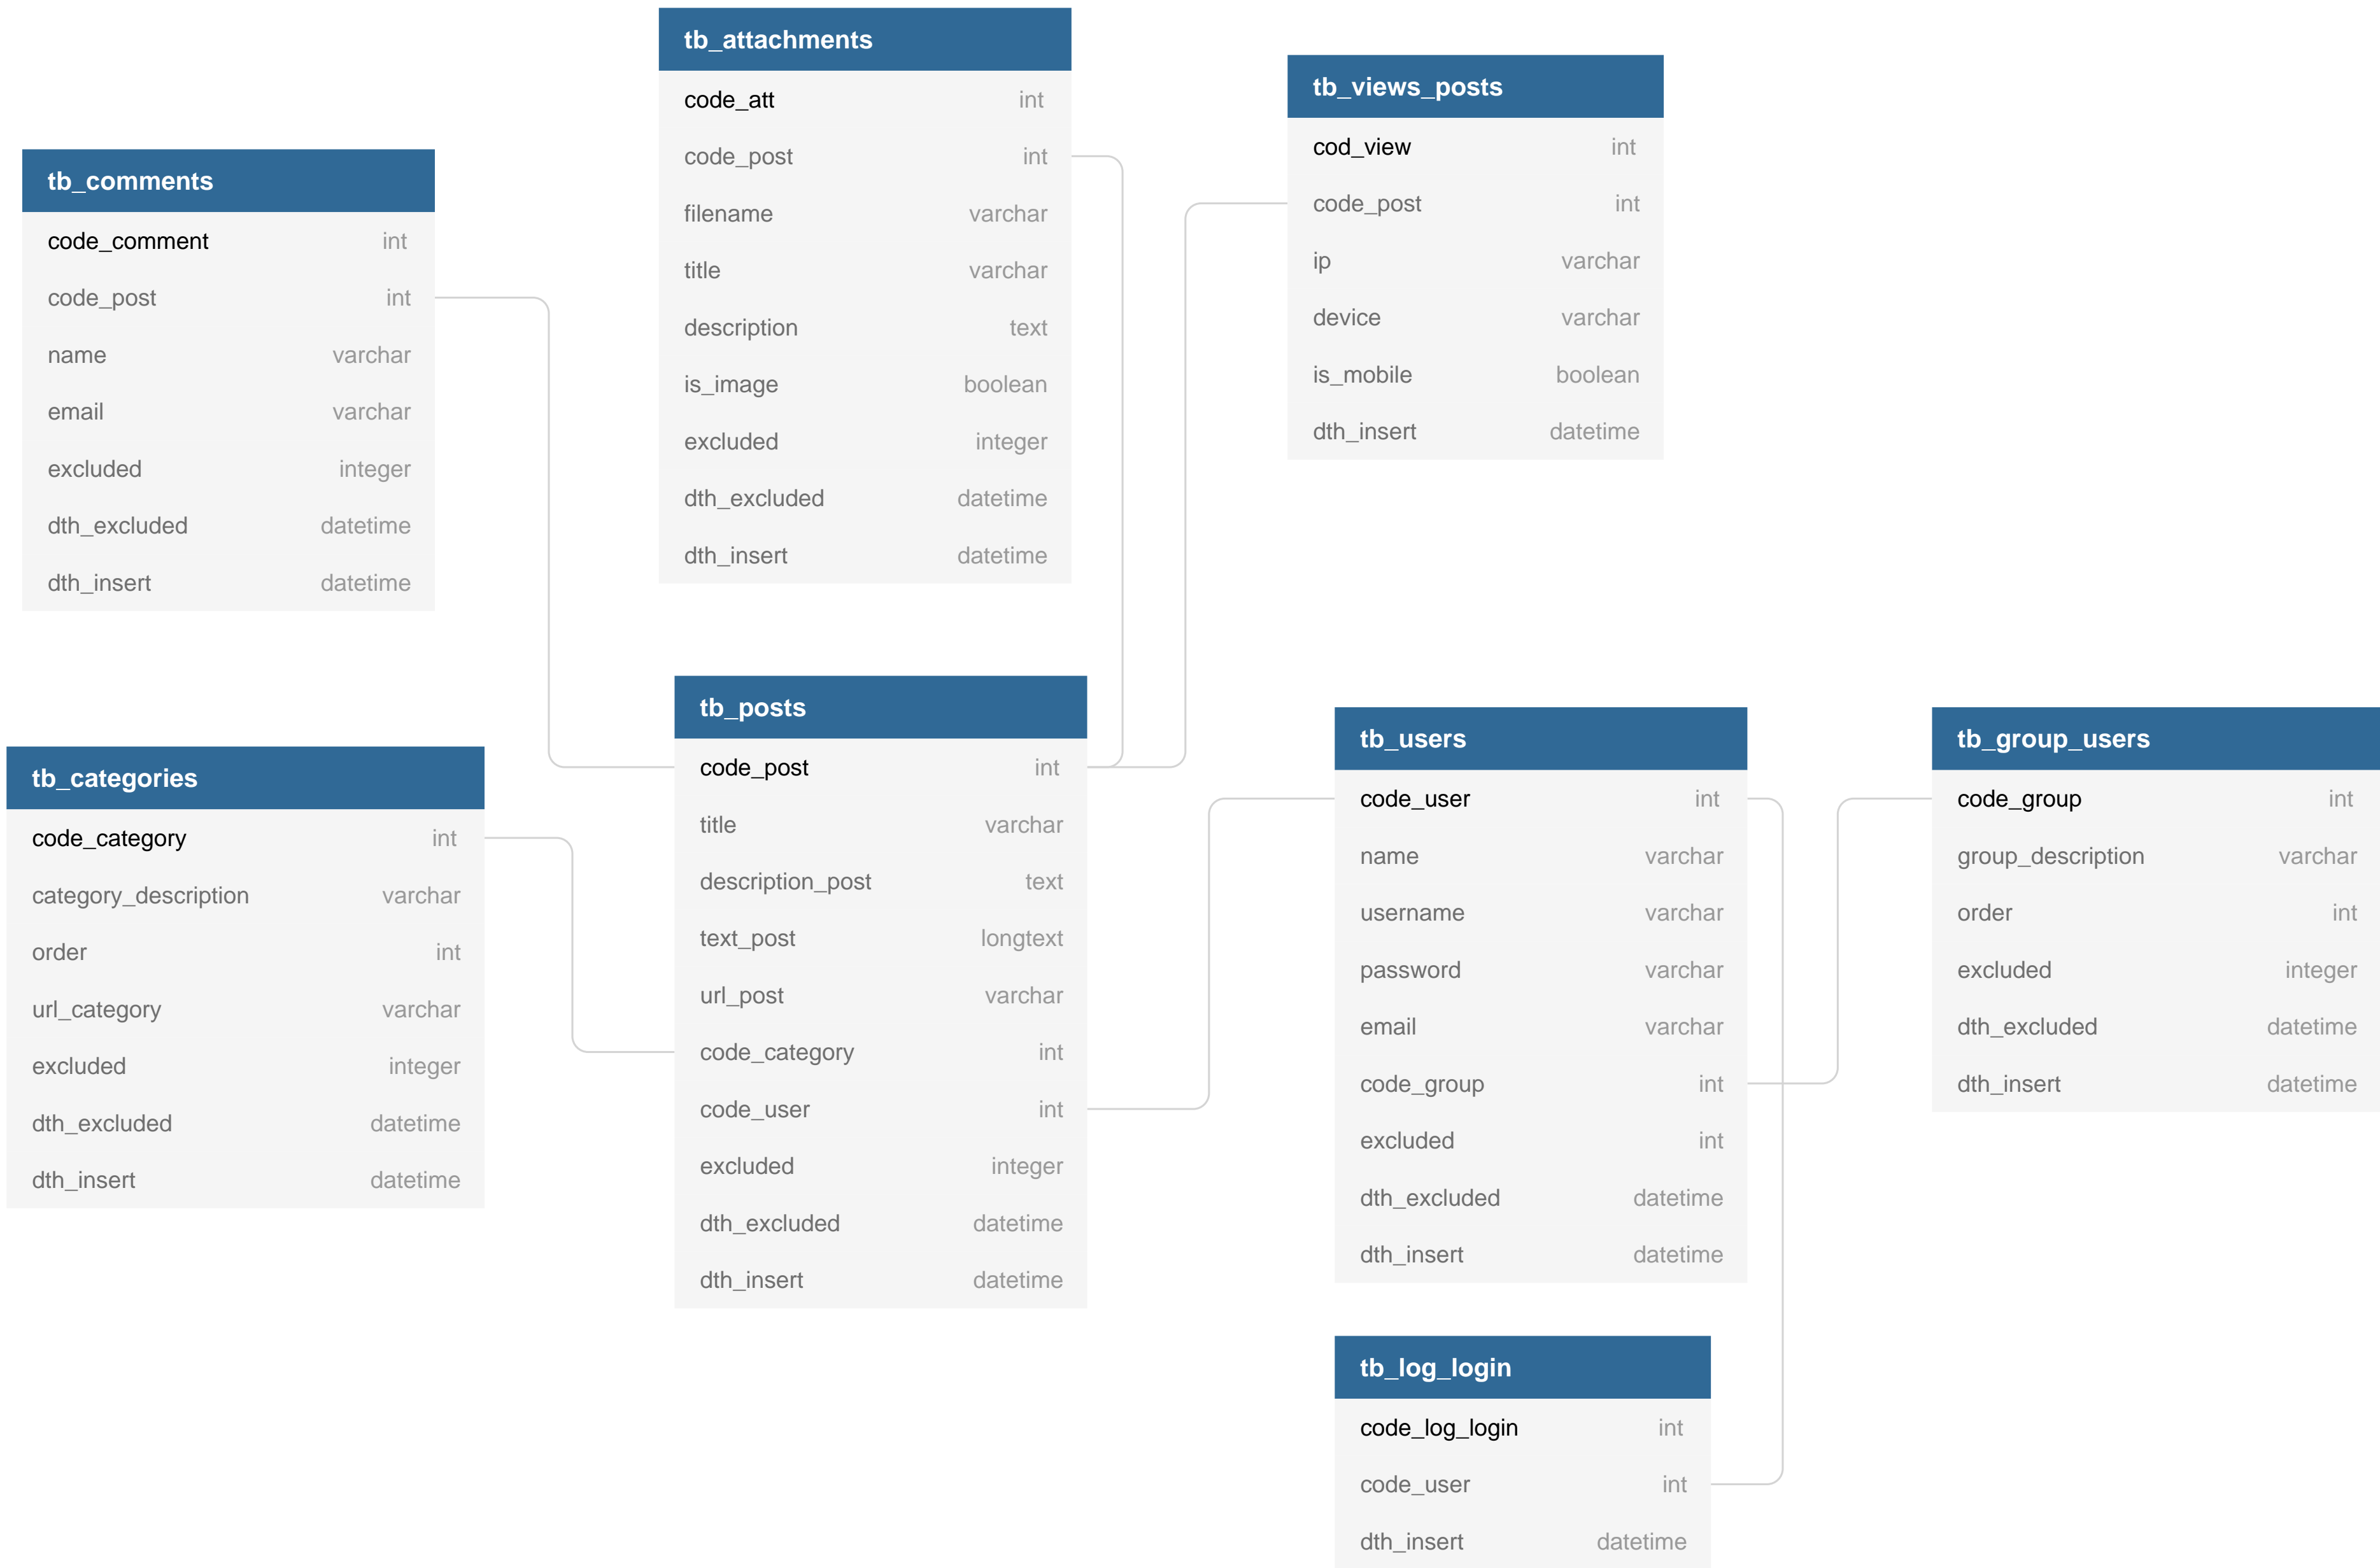 tb_attachments
code_att int
code_post int
filename varchar
title varchar
description text
is_image boolean
excluded integer
dth_excluded datetime
dth_insert datetime
tb_views_posts
cod_view int
code_post int
ip varchar
device varchar
is_mobile boolean
dth_insert datetime
tb_comments
code_comment int
code_post int
name varchar
email varchar
excluded integer
dth_excluded datetime
dth_insert datetime
tb_posts
code_post int
title varchar
description_post text
text_post longtext
url_post varchar
code_category int
code_user int
excluded integer
dth_excluded datetime
dth_insert datetime
tb_users
code_user int
name varchar
username varchar
password varchar
email varchar
code_group int
excluded int
dth_excluded datetime
dth_insert datetime
tb_group_users
code_group int
group_description varchar
order int
excluded integer
dth_excluded datetime
dth_insert datetime
tb_categories
code_category int
category_description varchar
order int
url_category varchar
excluded integer
dth_excluded datetime
dth_insert datetime
tb_log_login
code_log_login int
code_user int
dth_insert datetime